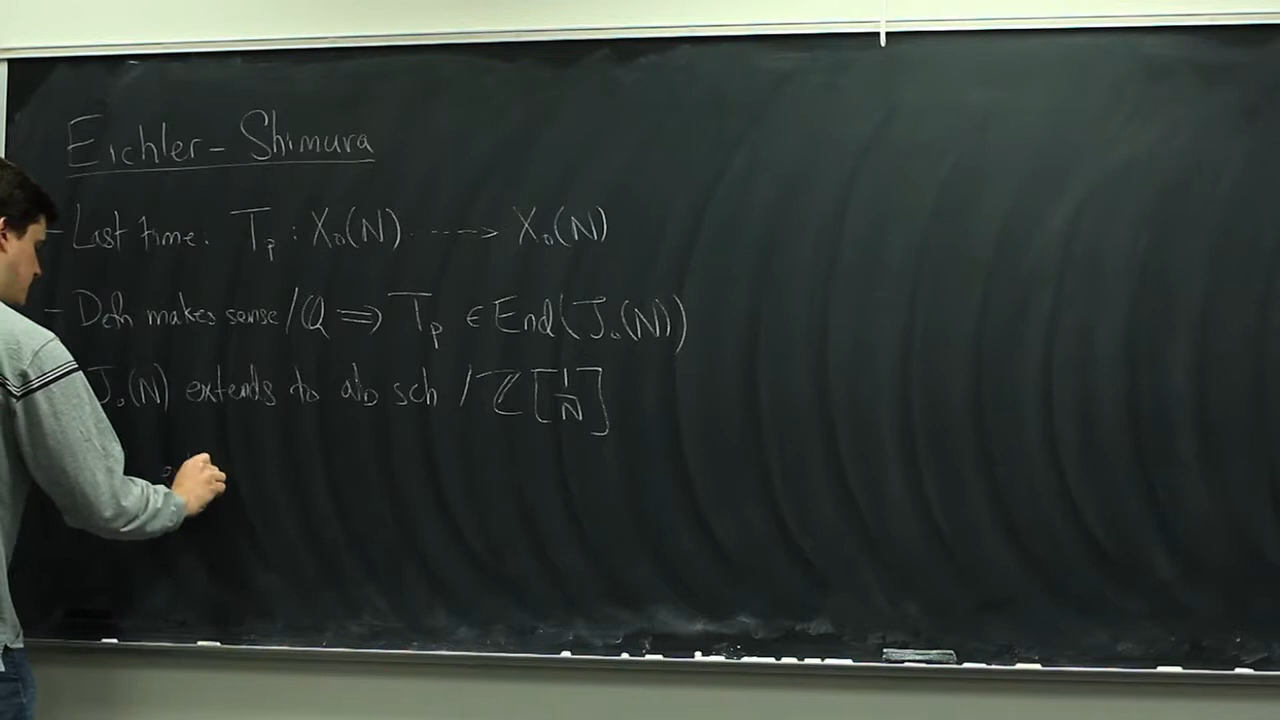 Eichler-Shimura
- Last time. T_p : X_0(N) ----> X_0(N)
- Defn makes sense /Q ⟹ T_p ∈ End(J_0(N))
J_0(N) extends to ab sch / Z[1/N]